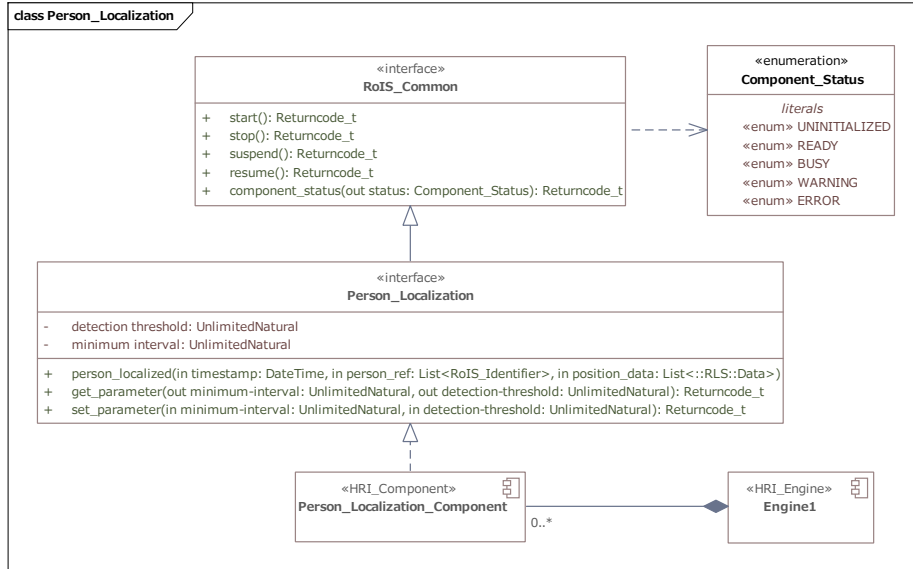 class Person_Localization
«interface»
RoIS_Common
+ start(): Returncode_t
+ stop(): Returncode_t
+ suspend(): Returncode_t
+ resume(): Returncode_t
+ component_status(out status: Component_Status): Returncode_t
«enumeration»
Component_Status
literals
«enum» UNINITIALIZED
«enum» READY
«enum» BUSY
«enum» WARNING
«enum» ERROR
«interface»
Person_Localization
- detection threshold: UnlimitedNatural
- minimum interval: UnlimitedNatural
+ person_localized(in timestamp: DateTime, in person_ref: List<RoIS_Identifier>, in position_data: List<::RLS::Data>)
+ get_parameter(out minimum-interval: UnlimitedNatural, out detection-threshold: UnlimitedNatural): Returncode_t
+ set_parameter(in minimum-interval: UnlimitedNatural, in detection-threshold: UnlimitedNatural): Returncode_t
«HRI_Component»
Person_Localization_Component
0..*
«HRI_Engine»
Engine1